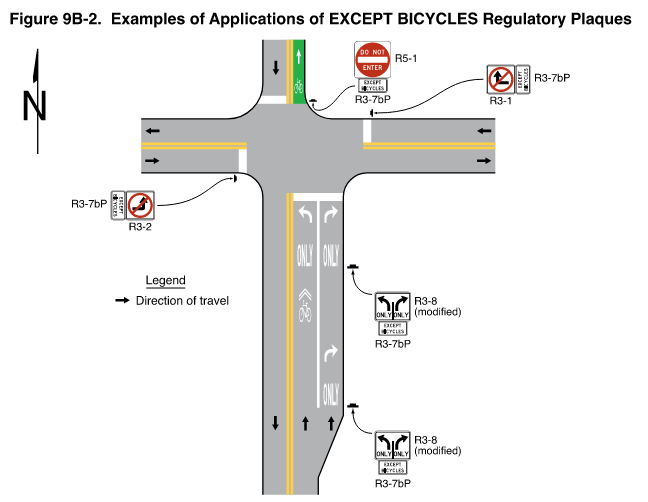 Figure 9B-2.  Examples of Applications of EXCEPT BICYCLES Regulatory Plaques
N
DO NOT
ENTER
EXCEPT
BICYCLES
R5-1
R3-7bP
EXCEPT
BICYCLES
R3-7bP
R3-1
R3-7bP
EXCEPT
BICYCLES
R3-2
ONLY ONLY
Legend
Direction of travel
ONLY ONLY
EXCEPT
BICYCLES
R3-8
(modified)
R3-7bP
ONLY
ONLY ONLY
EXCEPT
BICYCLES
R3-8
(modified)
R3-7bP